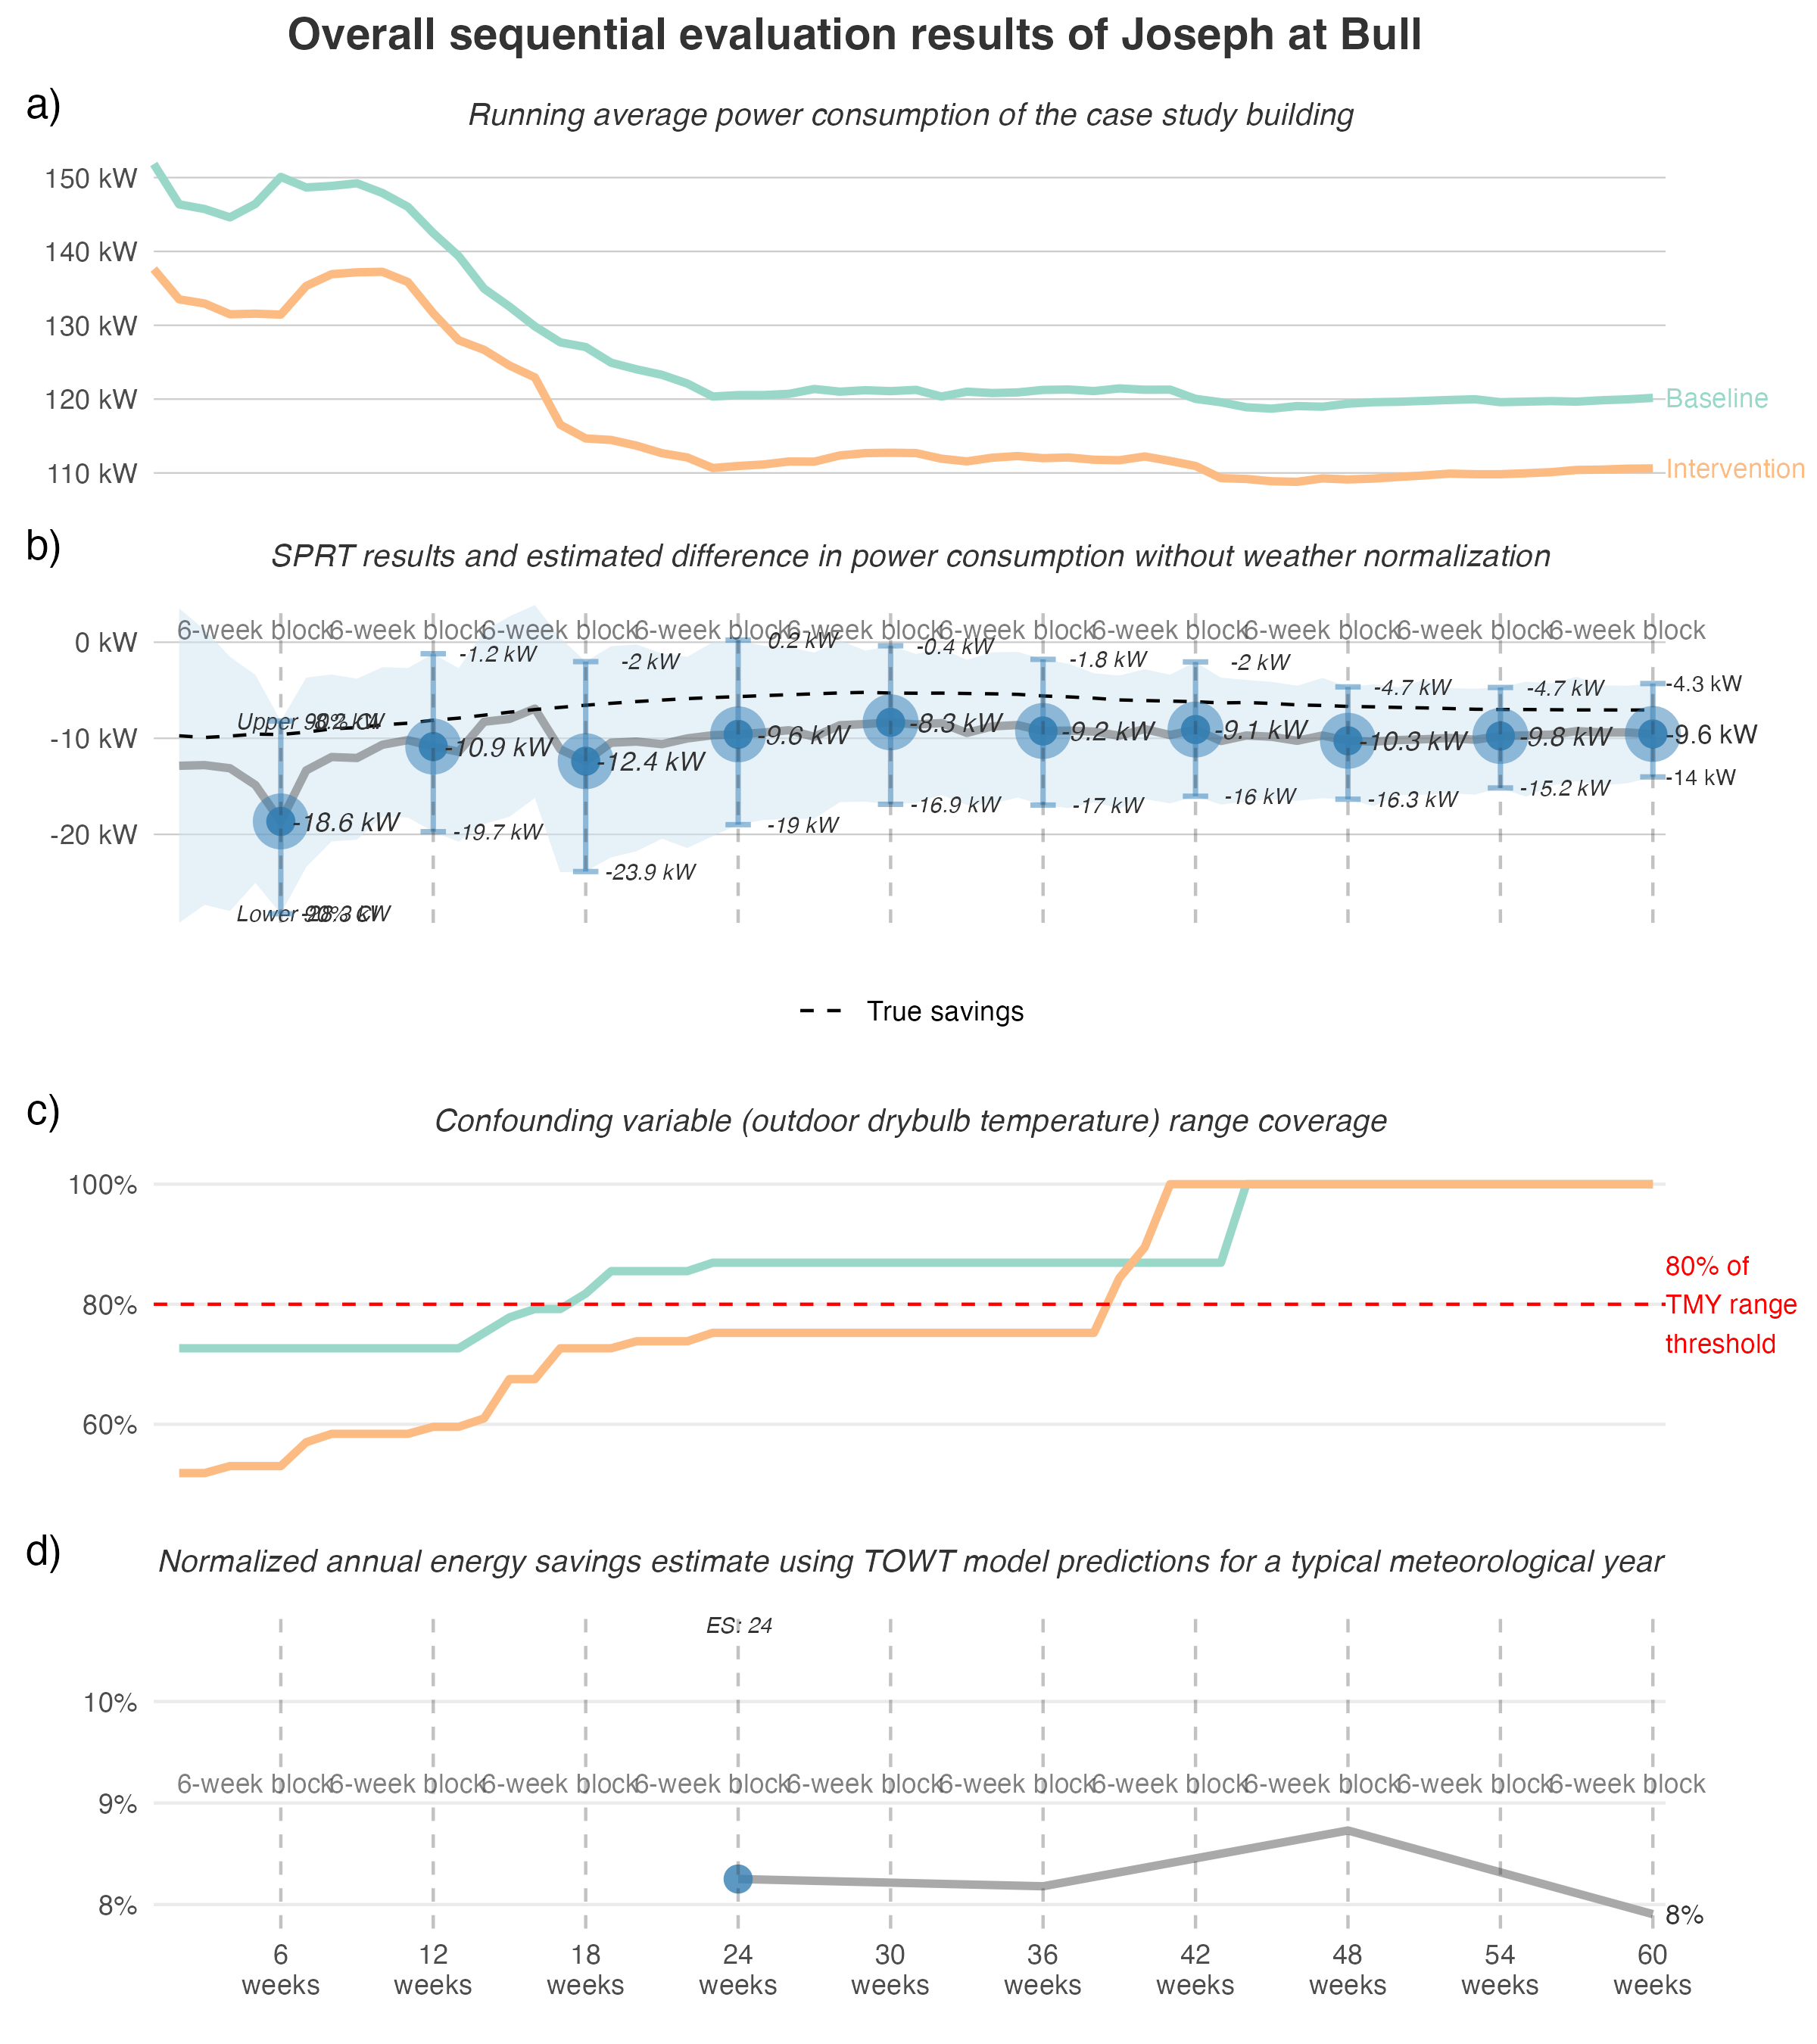 Overall sequential evaluation results of Joseph at Bull
a)
Running average power consumption of the case study building
150 kW
140 kW
130 kW
120 kW
110 kW
Baseline
Intervention
b)
SPRT results and estimated difference in power consumption without weather normalization
6-week block 6-week block 6-week block 6-week block 6-week block 6-week block 6-week block 6-week block 6-week block 6-week block
0 kW
-10 kW
-20 kW
Upper 90% CI -8.2 kW
-1.2 kW
-2 kW
0.2 kW
-0.4 kW
-1.8 kW
-2 kW
-4.7 kW
-4.7 kW
-4.3 kW
-18.6 kW
-10.9 kW
-12.4 kW
-9.6 kW
-8.3 kW
-9.2 kW
-9.1 kW
-10.3 kW
-9.8 kW
-9.6 kW
Lower 90% CI -28.3 kW
-19.7 kW
-23.9 kW
-19 kW
-16.9 kW
-17 kW
-16 kW
-16.3 kW
-15.2 kW
-14 kW
True savings
c)
Confounding variable (outdoor drybulb temperature) range coverage
100%
80%
60%
80% of
TMY range
threshold
d)
Normalized annual energy savings estimate using TOWT model predictions for a typical meteorological year
ES: 24
10%
6-week block 6-week block 6-week block 6-week block 6-week block 6-week block 6-week block 6-week block 6-week block 6-week block
9%
8%
8%
6 12 18 24 30 36 42 48 54 60
weeks weeks weeks weeks weeks weeks weeks weeks weeks weeks